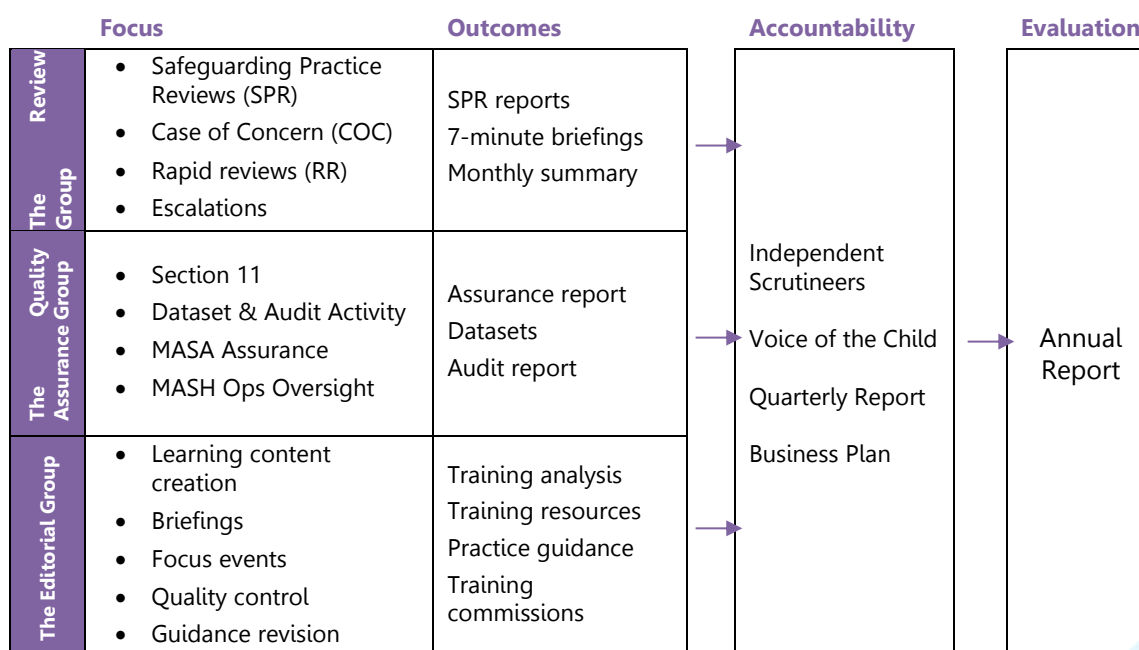 Focus
Outcomes
Accountability
Evaluation
The Review
Group
• Safeguarding Practice
Reviews (SPR)
• Case of Concern (COC)
• Rapid reviews (RR)
• Escalations
SPR reports
7-minute briefings
Monthly summary
The Quality
Assurance Group
• Section 11
• Dataset & Audit Activity
• MASA Assurance
• MASH Ops Oversight
Assurance report
Datasets
Audit report
The Editorial Group
• Learning content
creation
• Briefings
• Focus events
• Quality control
• Guidance revision
Training analysis
Training resources
Practice guidance
Training
commissions
Independent
Scrutineers
Voice of the Child
Quarterly Report
Business Plan
Annual
Report